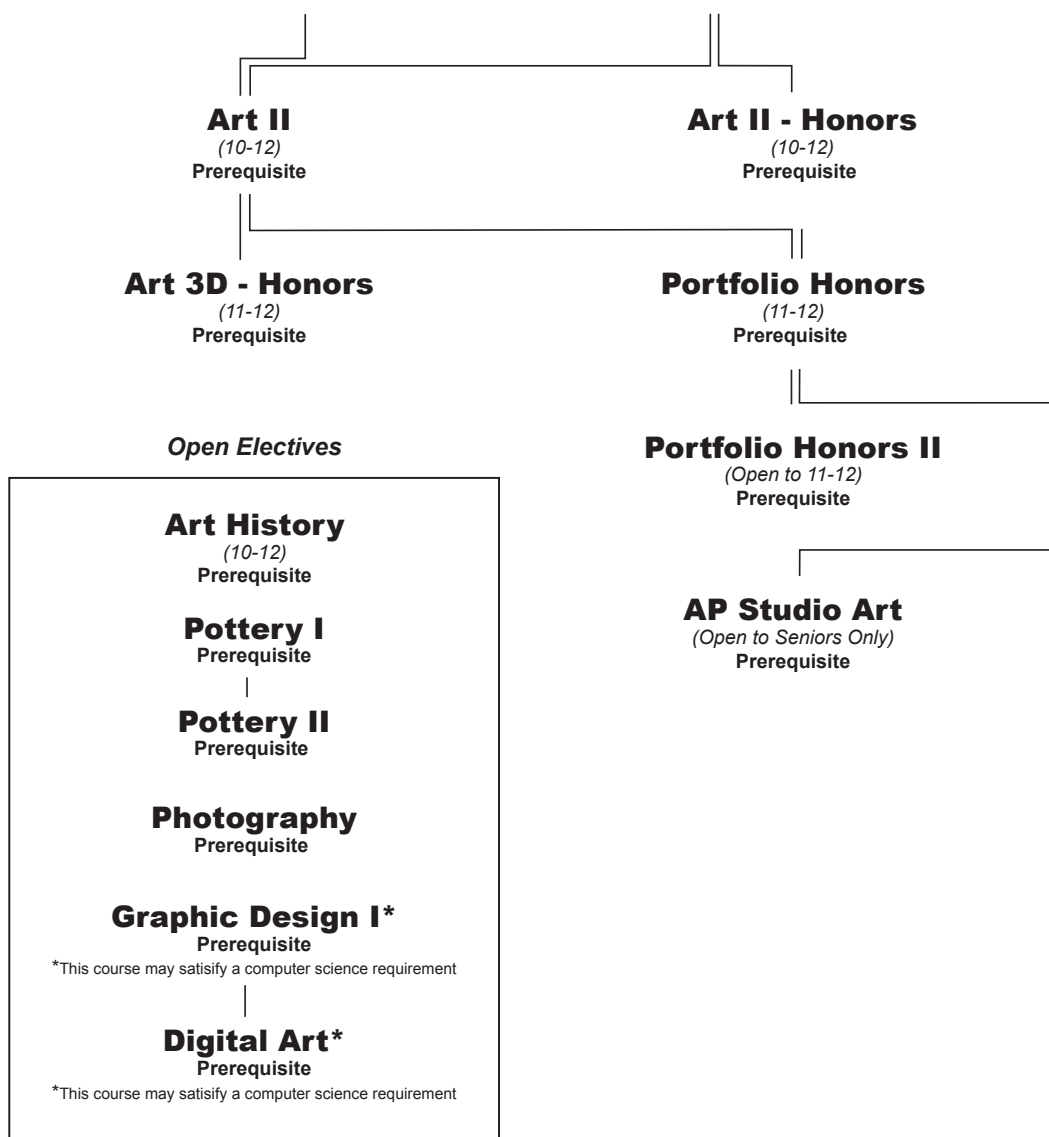 Art II
(10-12)
Prerequisite
Art II - Honors
(10-12)
Prerequisite
Art 3D - Honors
(11-12)
Prerequisite
Portfolio Honors
(11-12)
Prerequisite
Portfolio Honors II
(Open to 11-12)
Prerequisite
AP Studio Art
(Open to Seniors Only)
Prerequisite
Open Electives
Art History
(10-12)
Prerequisite
Pottery I
Prerequisite
Pottery II
Prerequisite
Photography
Prerequisite
Graphic Design I*
Prerequisite
*This course may satisify a computer science requirement
Digital Art*
Prerequisite
*This course may satisify a computer science requirement